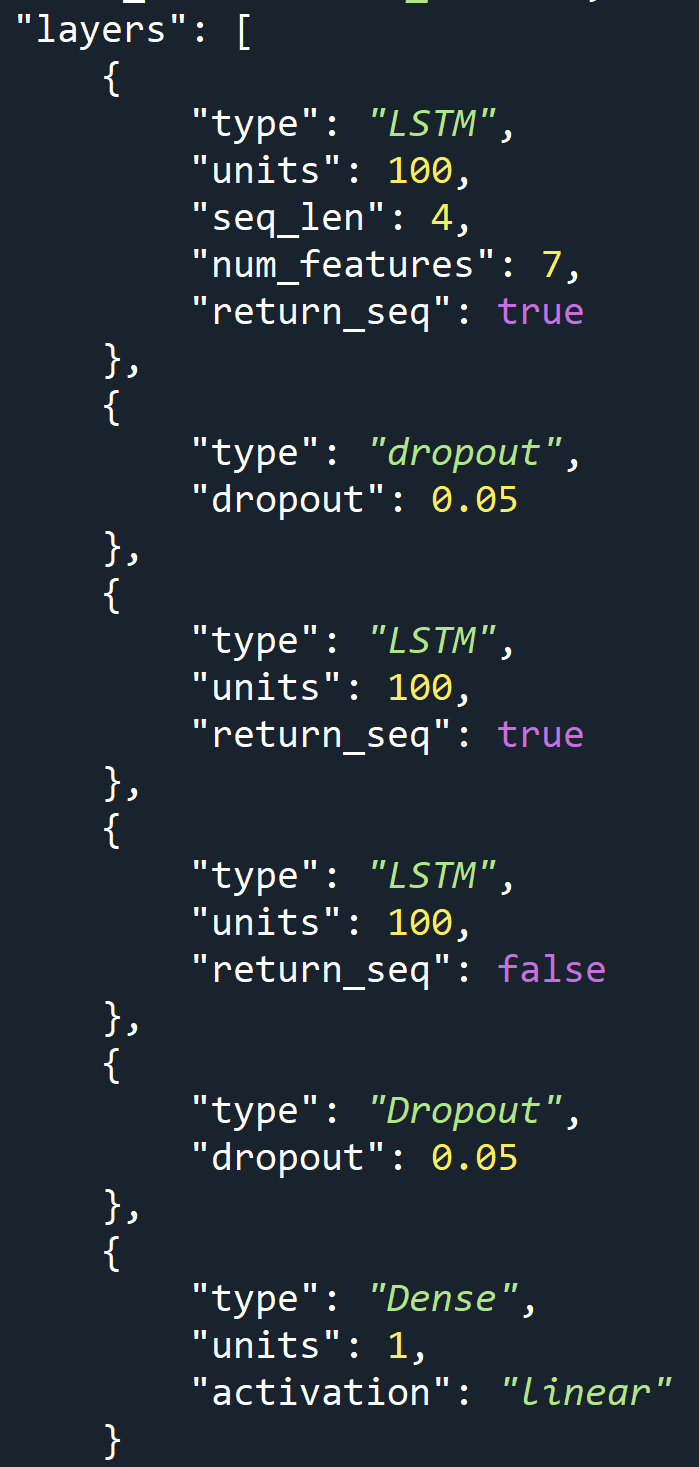 "layers": [
{
"type": "LSTM",
"units": 100,
"seq_len": 4,
"num_features": 7,
"return_seq": true
},
{
"type": "dropout",
"dropout": 0.05
},
{
"type": "LSTM",
"units": 100,
"return_seq": true
},
{
"type": "LSTM",
"units": 100,
"return_seq": false
},
{
"type": "Dropout",
"dropout": 0.05
},
{
"type": "Dense",
"units": 1,
"activation": "linear"
}